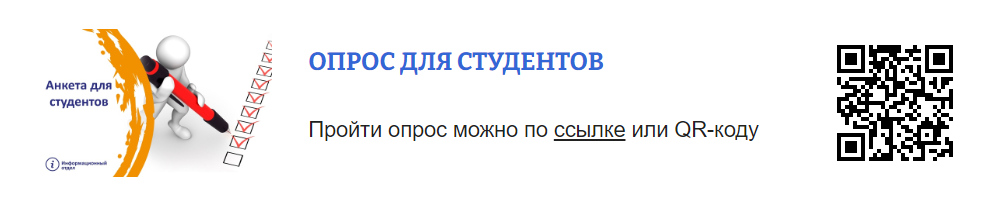 Анкета для
студентов
Информационный
отдел
ОПРОС ДЛЯ СТУДЕНТОВ
Пройти опрос можно по ссылке или QR-коду